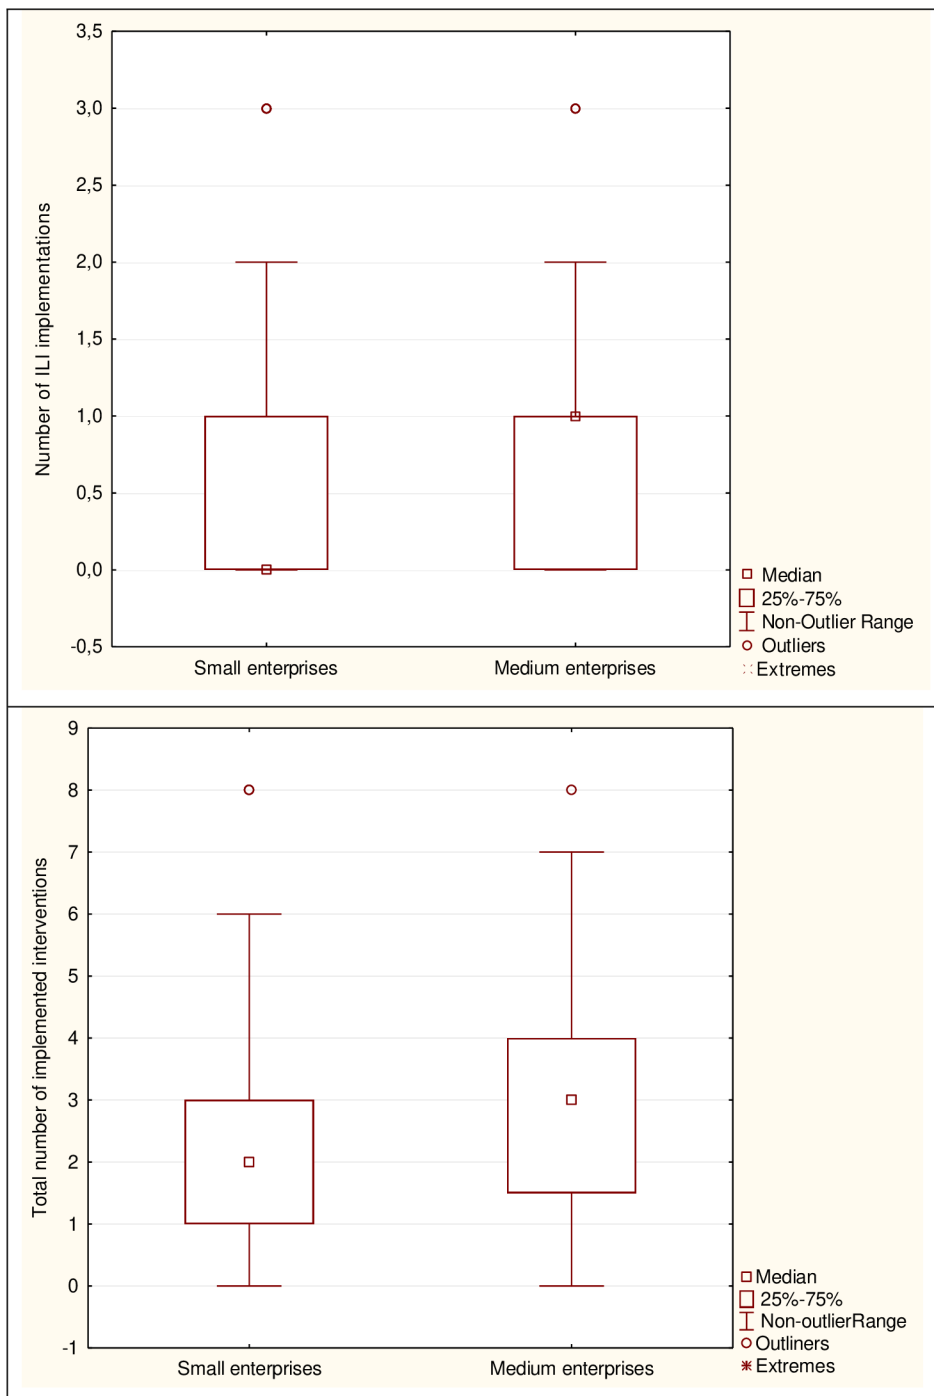 Number of ILI implementations
3,5
3,0
2,5
2,0
1,5
1,0
0,5
0,0
-0,5
Small enterprises
Medium enterprises
Median
25%-75%
Non-Outlier Range
Outliers
Extremes
Total number of implemented interventions
9
8
7
6
5
4
3
2
1
0
-1
Small enterprises
Medium enterprises
Median
25%-75%
Non-outlierRange
Outliners
Extremes